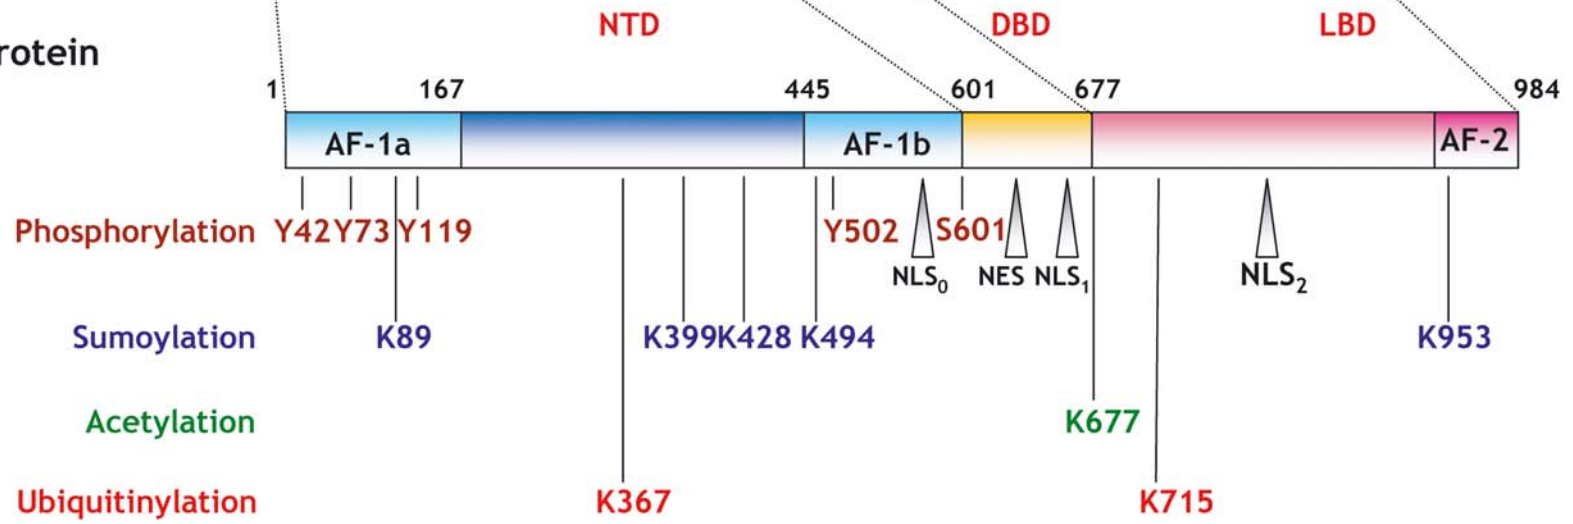 NTD DBD LBD
rotein
1 167 445 601 677 984
AF-1a AF-1b AF-2
Phosphorylation Y42 Y73 Y119 Y502 S601
NLS₀ NES NLS₁ NLS₂
Sumoylation K89 K399 K428 K494 K953
Acetylation K677
Ubiquitinylation K367 K715